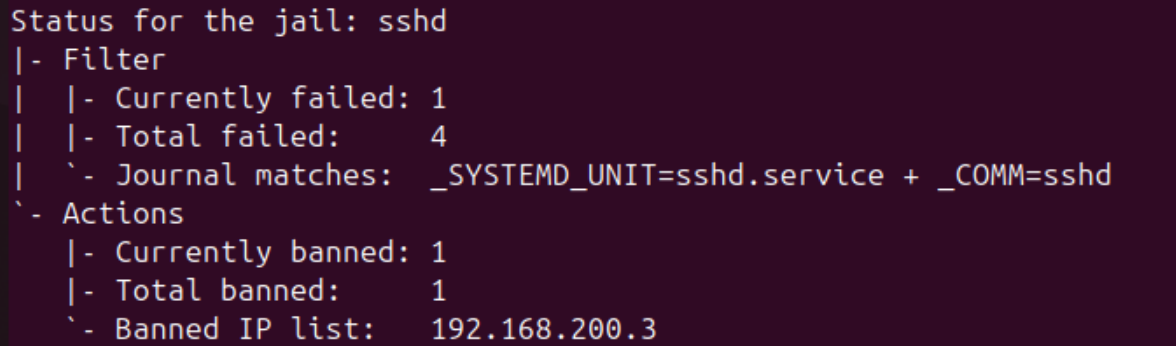 Status for the jail: sshd
|- Filter
|  |- Currently failed: 1
|  |- Total failed:     4
|  `- Journal matches:  _SYSTEMD_UNIT=sshd.service + _COMM=sshd
`- Actions
   |- Currently banned: 1
   |- Total banned:     1
   `- Banned IP list:   192.168.200.3